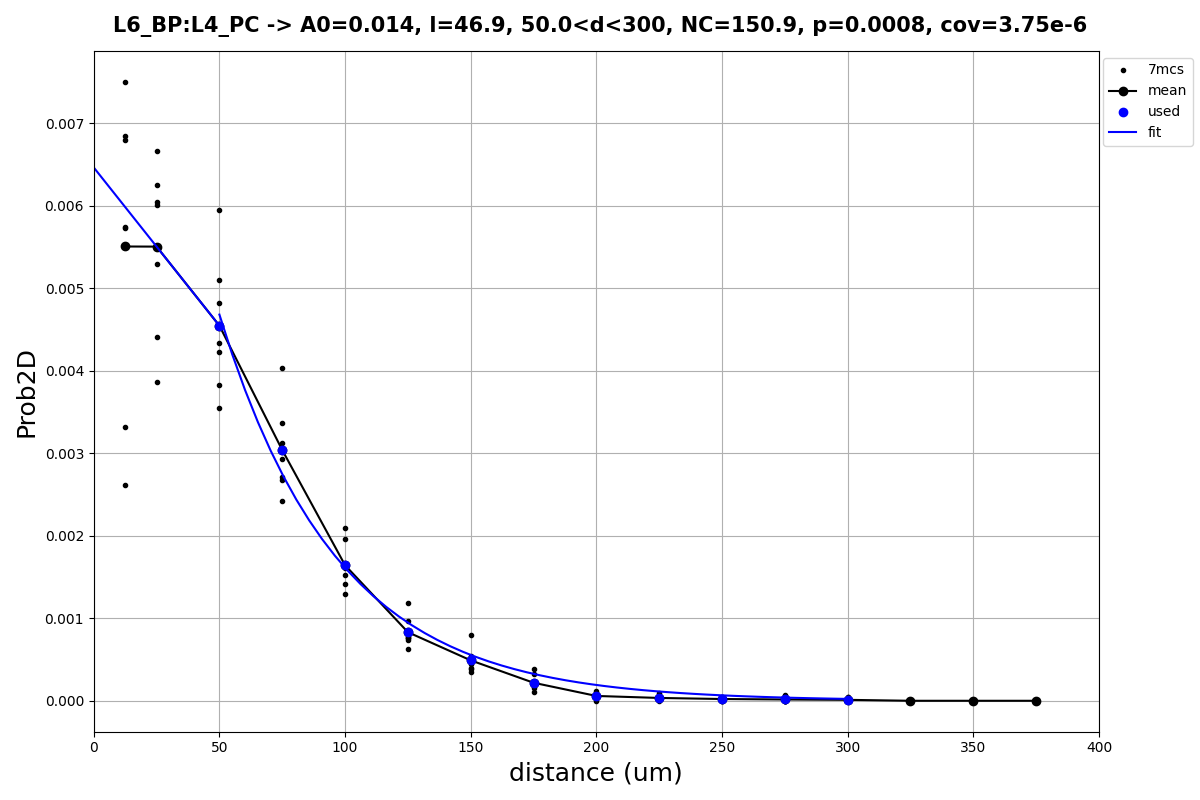 L6_BP:L4_PC -> A0=0.014, l=46.9, 50.0<d<300, NC=150.9, p=0.0008, cov=3.75e-6
7mcs
mean
used
fit
Prob2D
0.007
0.006
0.005
0.004
0.003
0.002
0.001
0.000
0 50 100 150 200 250 300 350 400
distance (um)